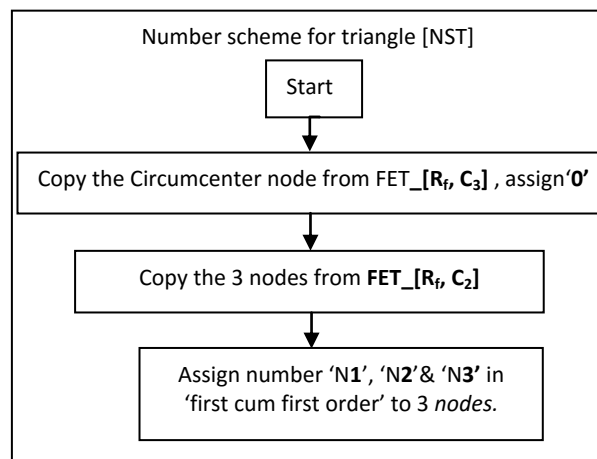 Number scheme for triangle [NST]
Start
Copy the Circumcenter node from FET_[Rf, C3] , assign‘0’
Copy the 3 nodes from FET_[Rf, C2]
Assign number ‘N1’, ‘N2’& ‘N3’ in
‘first cum first order’ to 3 nodes.